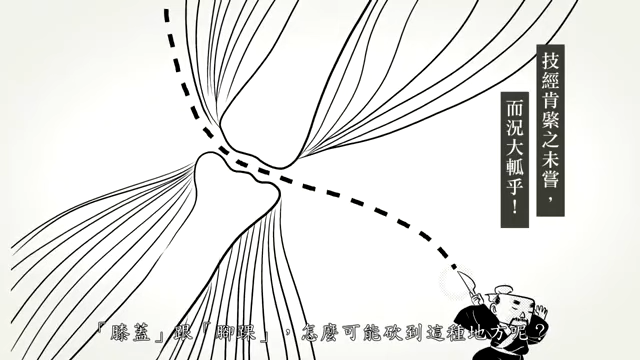 技經肯綮之未嘗，
而況大軱乎！
「膝蓋」跟「腳踝」，怎麼可能砍到這種地方呢？